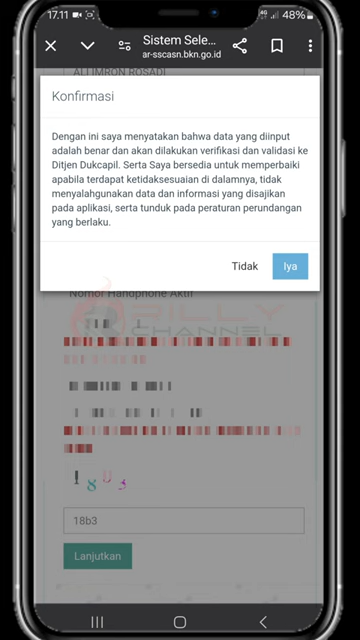 17.11
48%
Sistem Sele...
ar-sscasn.bkn.go.id
ALI IMRON ROSADI
Konfirmasi
Dengan ini saya menyatakan bahwa data yang diinput
adalah benar dan akan dilakukan verifikasi dan validasi ke
Ditjen Dukcapil. Serta Saya bersedia untuk memperbaiki
apabila terdapat ketidaksesuaian di dalamnya, tidak
menyalahgunakan data dan informasi yang disajikan
pada aplikasi, serta tunduk pada peraturan perundangan
yang berlaku.
Tidak
Iya
Nomor Handphone Aktif
CHANNEL
18b3
Lanjutkan